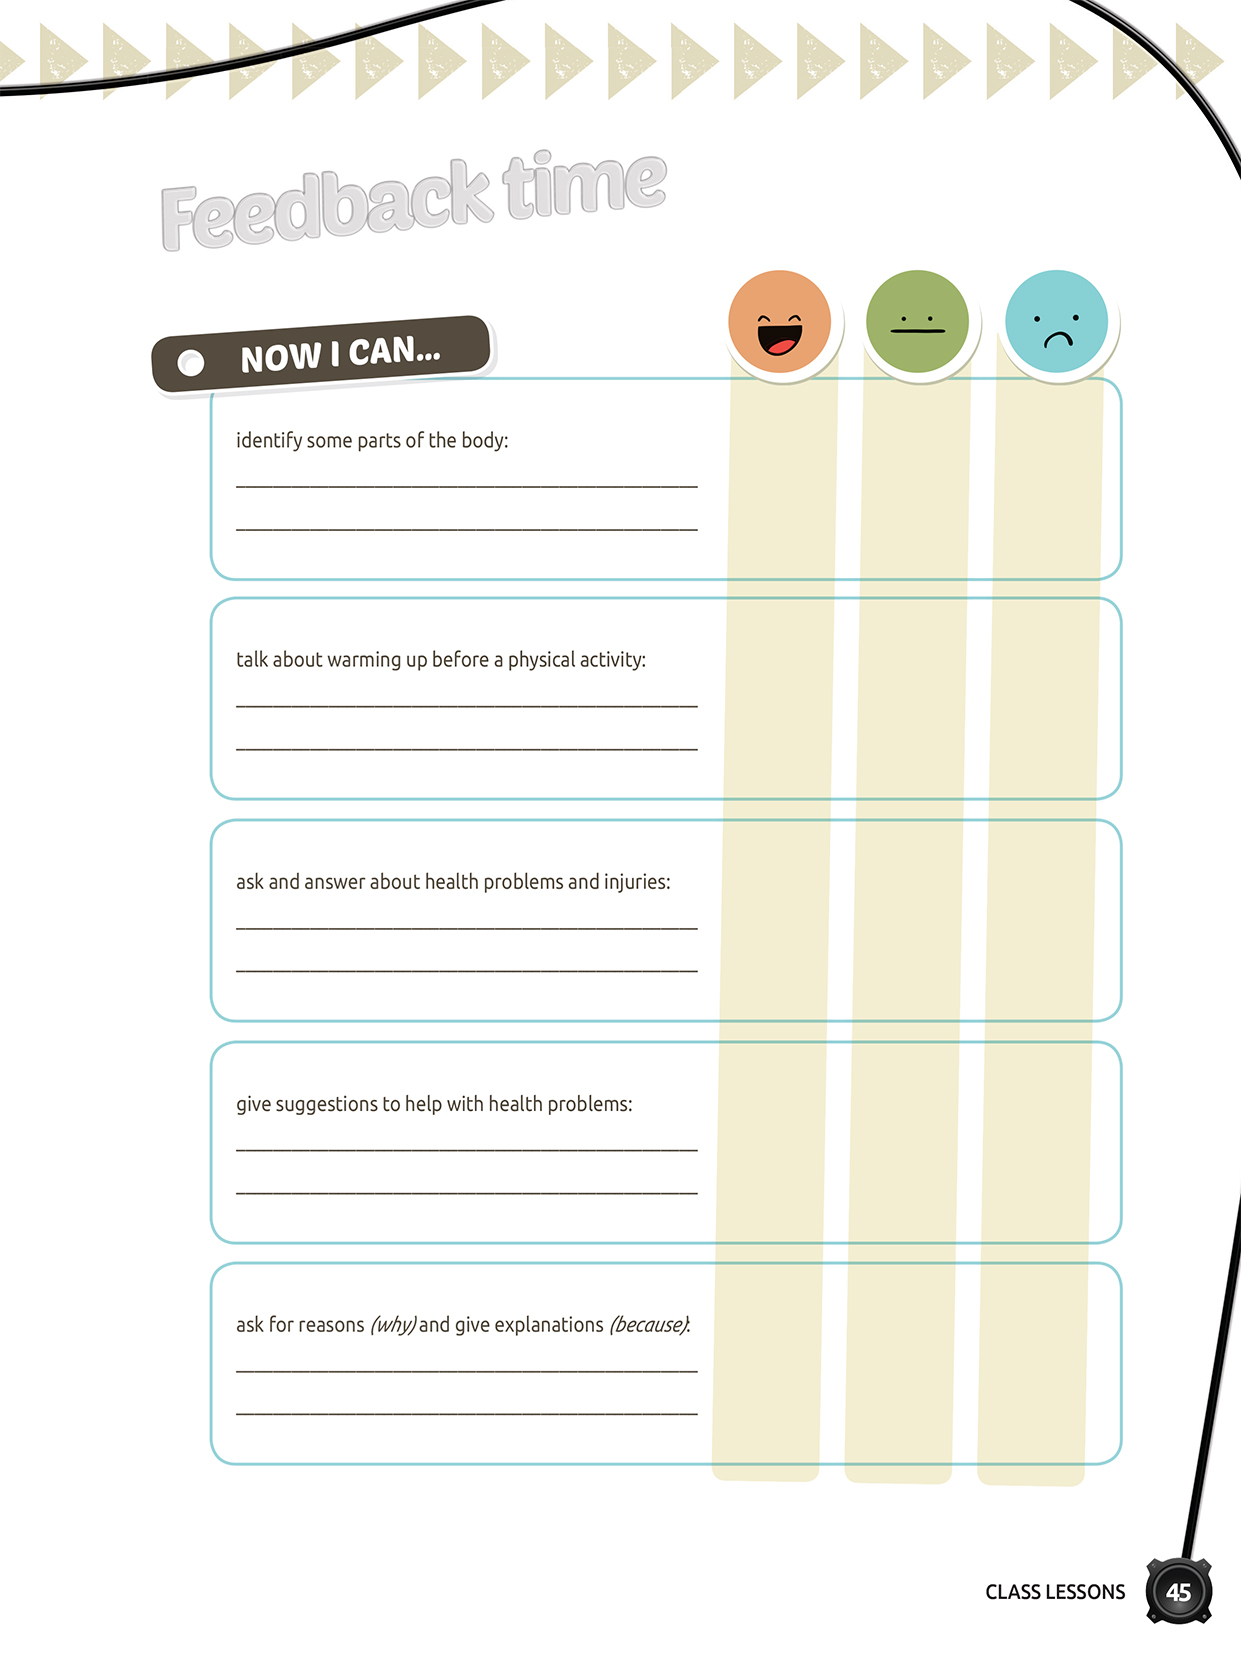 Feedback time
NOW I CAN...
identify some parts of the body:
talk about warming up before a physical activity:
ask and answer about health problems and injuries:
give suggestions to help with health problems:
ask for reasons (why) and give explanations (because):
CLASS LESSONS 45